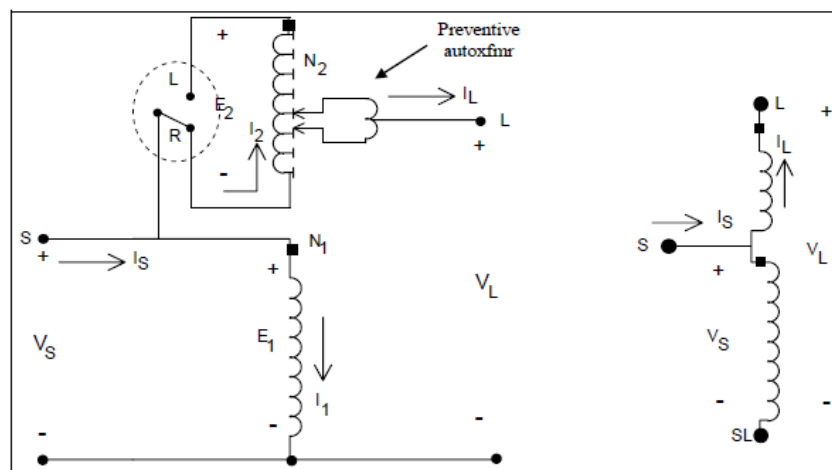 Preventive
autoxfmr
+
N2
L
E2
IL
L
R
I2
L
+
+
IL
-
S
N1
IS
+
IS
+
S
VL
+
VL
E1
VS
VS
I1
-
-
-
-
-
SL